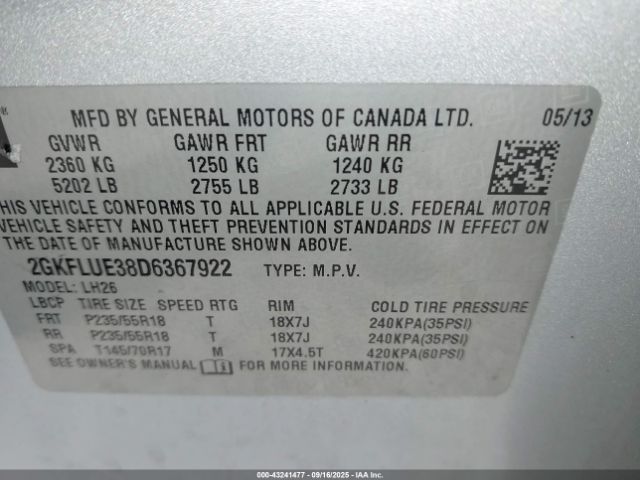 MFD BY GENERAL MOTORS OF CANADA LTD. 05/13
GVWR GAWR FRT GAWR RR
2360 KG 1250 KG 1240 KG
5202 LB 2755 LB 2733 LB
THIS VEHICLE CONFORMS TO ALL APPLICABLE U.S. FEDERAL MOTOR
VEHICLE SAFETY AND THEFT PREVENTION STANDARDS IN EFFECT ON
THE DATE OF MANUFACTURE SHOWN ABOVE.
2GKFLUE38D6367922 TYPE: M.P.V.
MODEL: LH26
LBCP TIRE SIZE SPEED RTG RIM COLD TIRE PRESSURE
FRT P235/55R18 T 18X7J 240KPA(35PSI)
RR P235/55R18 T 18X7J 240KPA(35PSI)
SPA T145/70R17 M 17X4.5T 420KPA(60PSI)
SEE OWNER'S MANUAL FOR MORE INFORMATION.
000-43241477 - 09/16/2025 - IAAI.COM